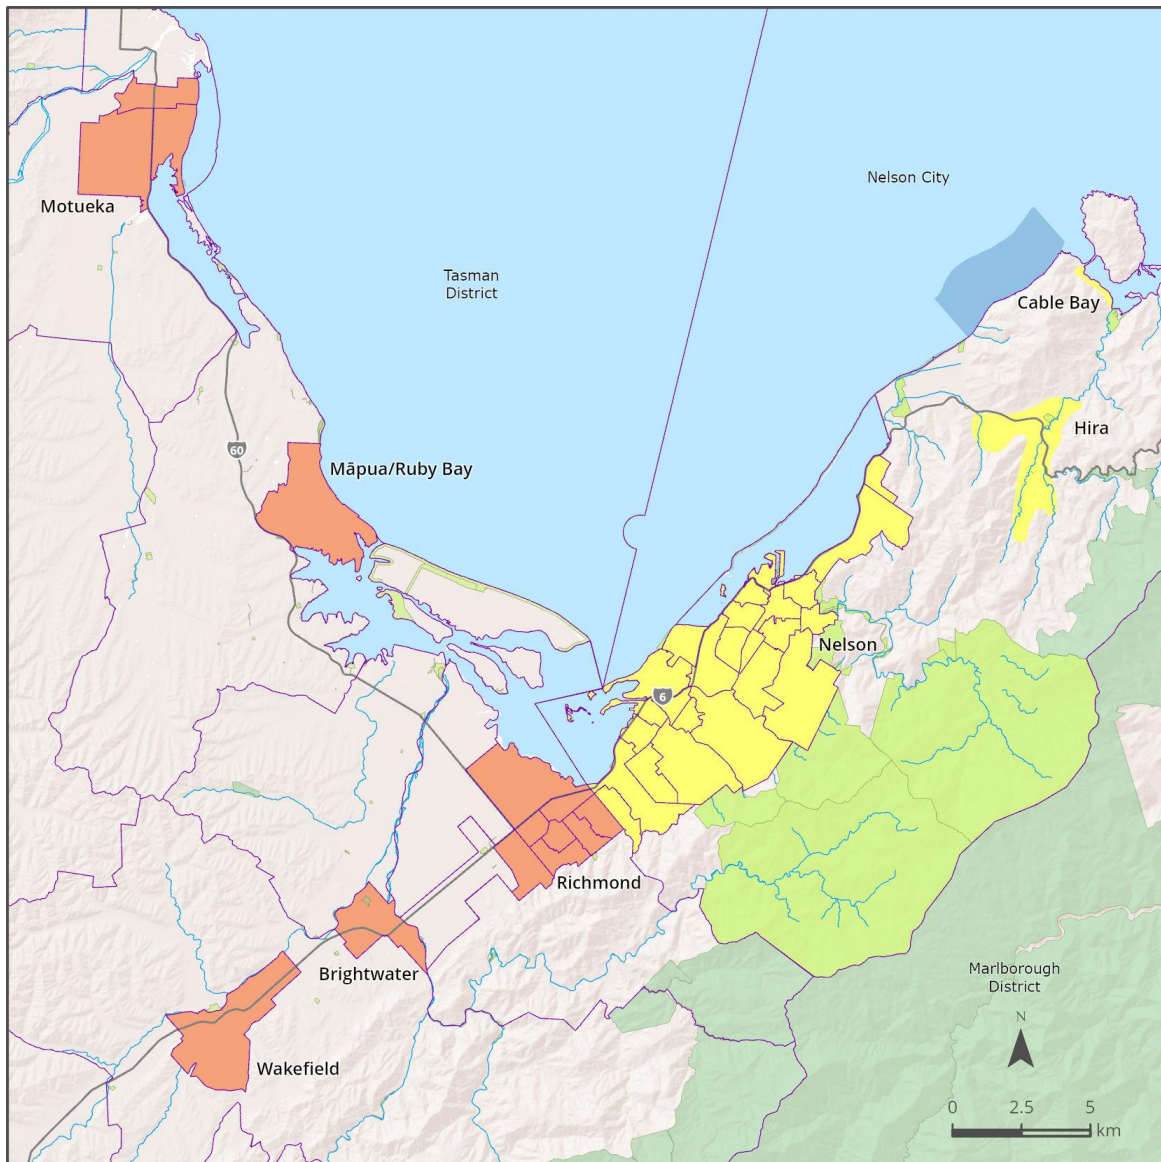 Nelson City
Motueka
Tasman
District
Cable Bay
Hira
60
Māpua/Ruby Bay
Nelson
6
Richmond
Brightwater
Marlborough
District
N
Wakefield
0 2.5 5
km